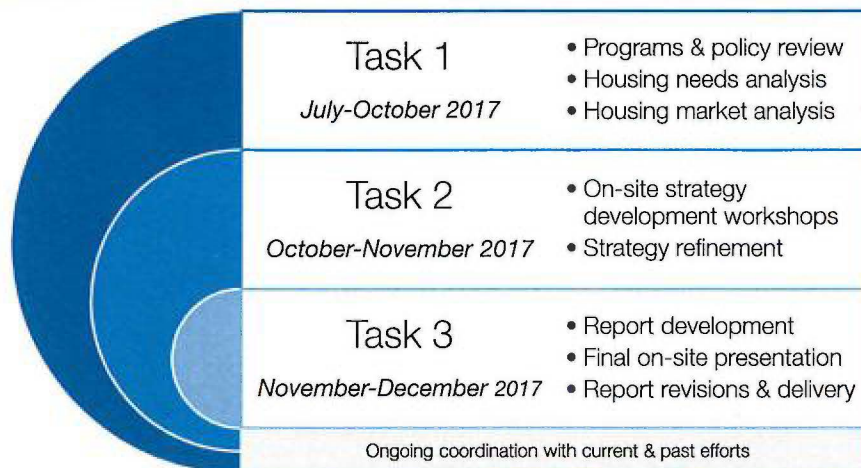 Task 1
July-October 2017
• Programs & policy review
• Housing needs analysis
• Housing market analysis
Task 2
October-November 2017
• On-site strategy
development workshops
• Strategy refinement
Task 3
November-December 2017
• Report development
• Final on-site presentation
• Report revisions & delivery
Ongoing coordination with current & past efforts